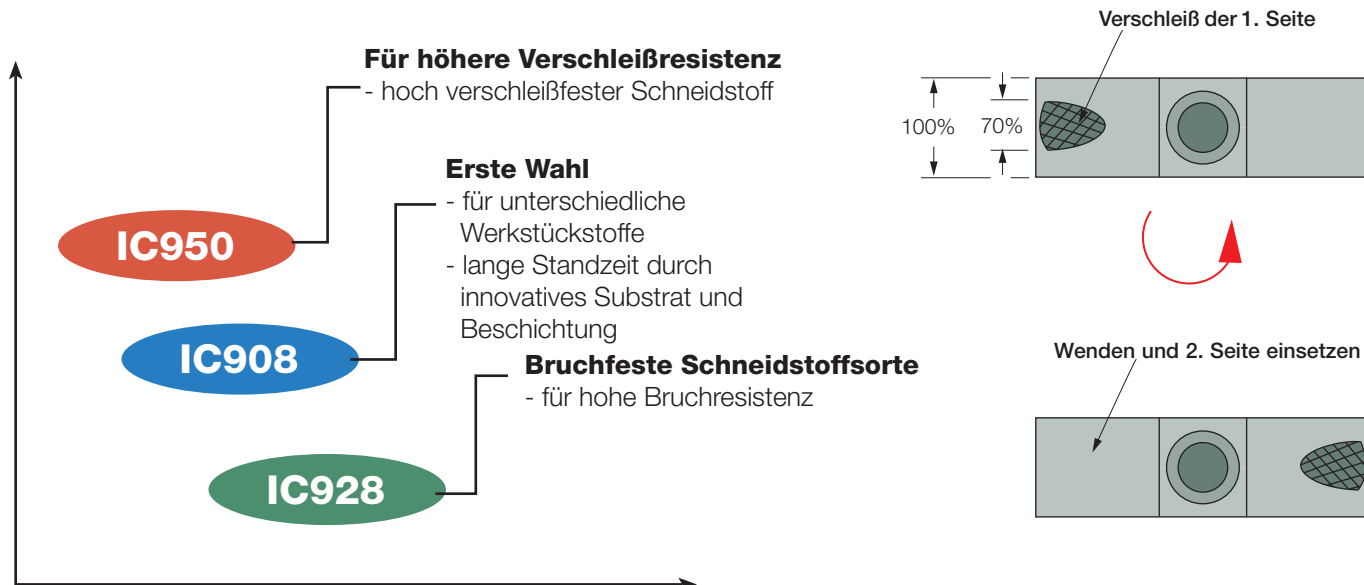 Für höhere Verschleißresistenz
- hoch verschleißfester Schneidstoff
IC950
Erste Wahl
- für unterschiedliche
Werkstückstoffe
- lange Standzeit durch
innovatives Substrat und
Beschichtung
IC908
Bruchfeste Schneidstoffsorte
- für hohe Bruchresistenz
IC928
Verschleiß der 1. Seite
100%
70%
Wenden und 2. Seite einsetzen